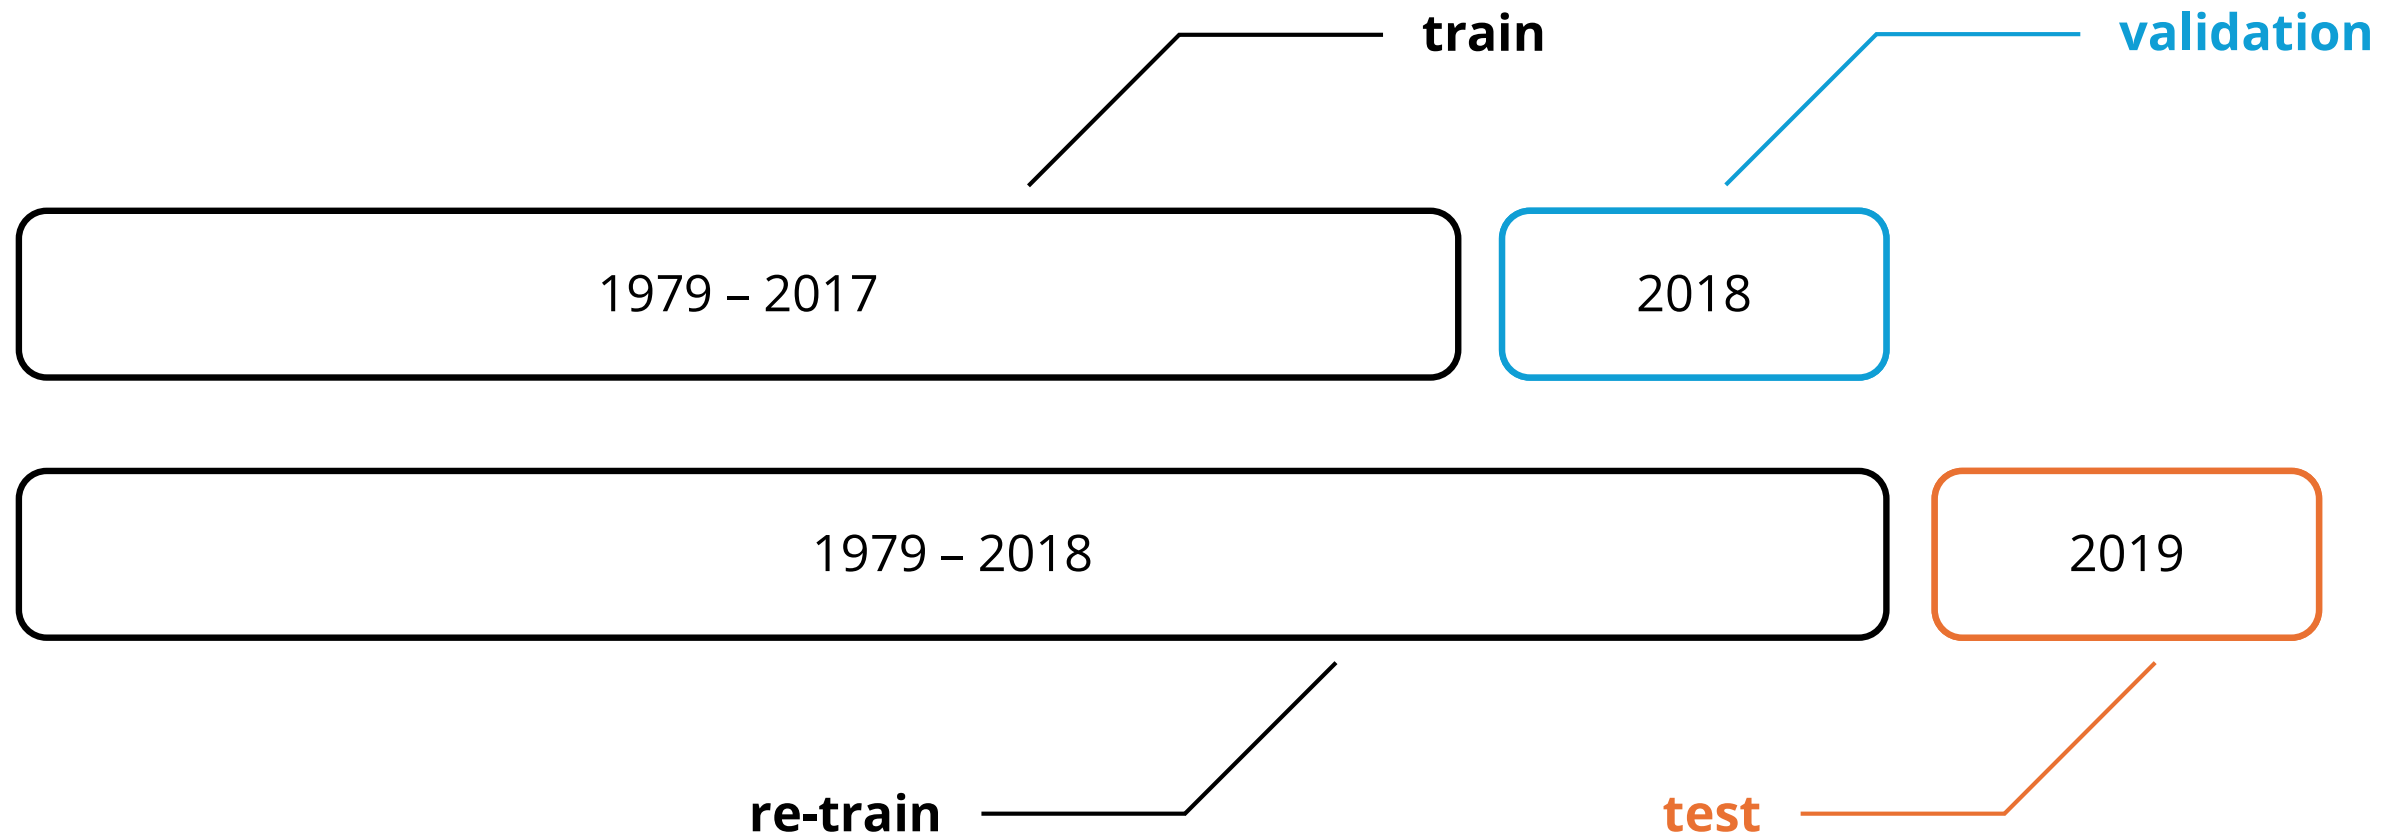 train
validation
1979 – 2017
2018
1979 – 2018
2019
re-train
test